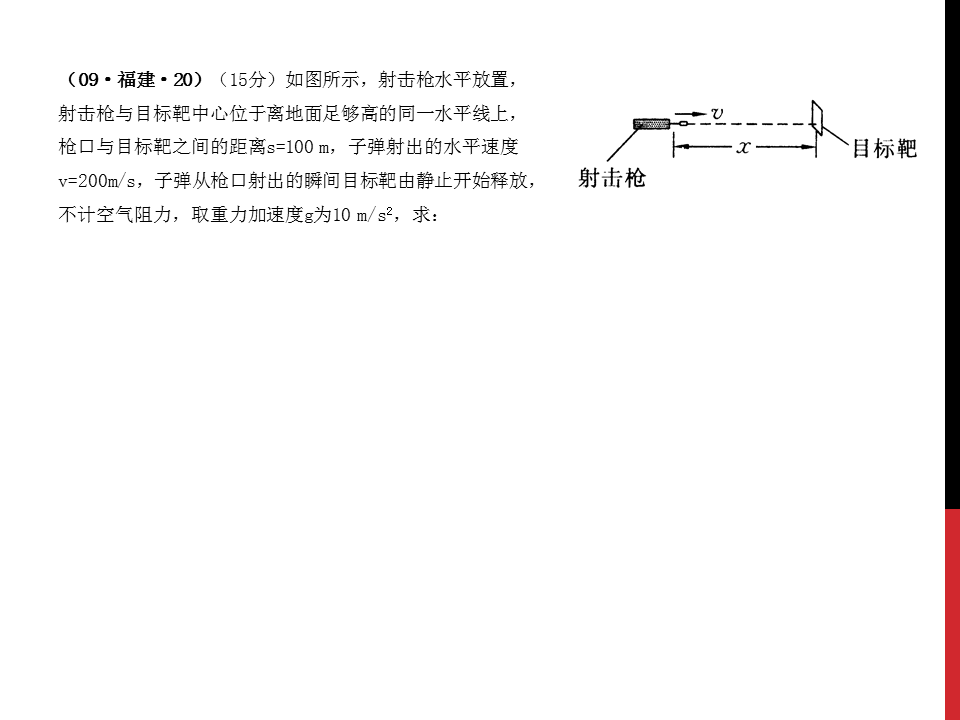 （09·福建·20）（15分）如图所示，射击枪水平放置，
射击枪与目标靶中心位于离地面足够高的同一水平线上，
枪口与目标靶之间的距离s=100 m，子弹射出的水平速度
v=200m/s，子弹从枪口射出的瞬间目标靶由静止开始释放，
不计空气阻力，取重力加速度g为10 m/s²，求：
v
x
目标靶
射击枪